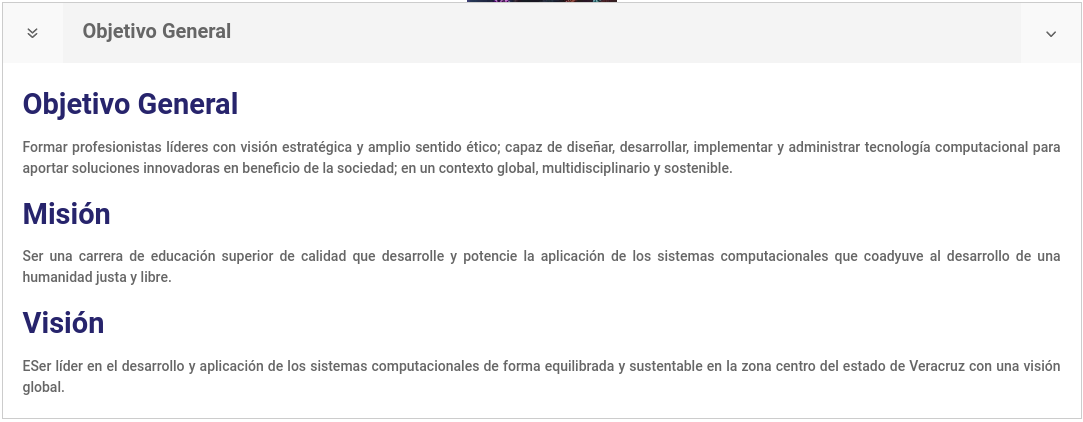 Objetivo General
Objetivo General
Formar profesionistas líderes con visión estratégica y amplio sentido ético; capaz de diseñar, desarrollar, implementar y administrar tecnología computacional para
aportar soluciones innovadoras en beneficio de la sociedad; en un contexto global, multidisciplinario y sostenible.
Misión
Ser una carrera de educación superior de calidad que desarrolle y potencie la aplicación de los sistemas computacionales que coadyuve al desarrollo de una
humanidad justa y libre.
Visión
ESer líder en el desarrollo y aplicación de los sistemas computacionales de forma equilibrada y sustentable en la zona centro del estado de Veracruz con una visión
global.